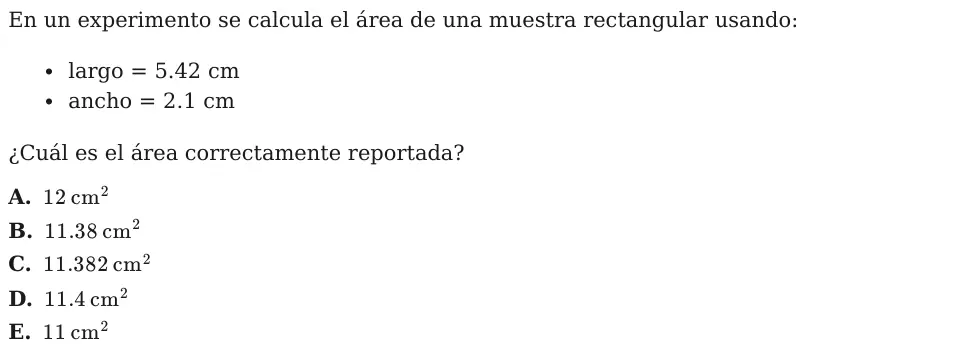 En un experimento se calcula el área de una muestra rectangular usando:
• largo = 5.42 cm
• ancho = 2.1 cm
¿Cuál es el área correctamente reportada?
A. 12 cm²
B. 11.38 cm²
C. 11.382 cm²
D. 11.4 cm²
E. 11 cm²